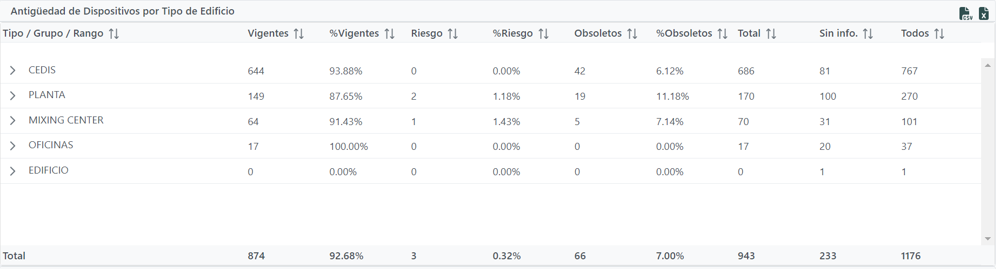 Antigüedad de Dispositivos por Tipo de Edificio
CSV X
Tipo / Grupo / Rango Vigentes %Vigentes Riesgo %Riesgo Obsoletos %Obsoletos Total Sin info. Todos
CEDIS 644 93.88% 0 0.00% 42 6.12% 686 81 767
PLANTA 149 87.65% 2 1.18% 19 11.18% 170 100 270
MIXING CENTER 64 91.43% 1 1.43% 5 7.14% 70 31 101
OFICINAS 17 100.00% 0 0.00% 0 0.00% 17 20 37
EDIFICIO 0 0.00% 0 0.00% 0 0.00% 0 1 1
Total 874 92.68% 3 0.32% 66 7.00% 943 233 1176